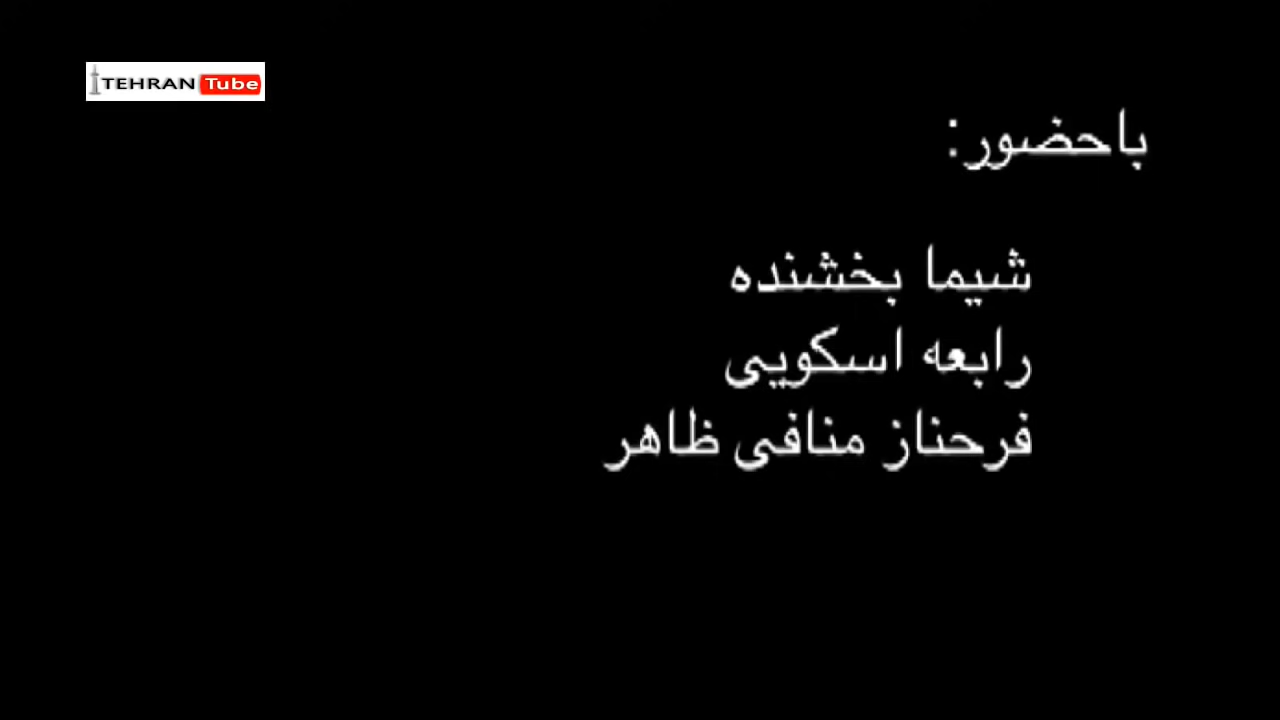 TEHRAN Tube
باحضور:
شیما بخشنده
رابعه اسکویی
فرحناز منافی ظاهر